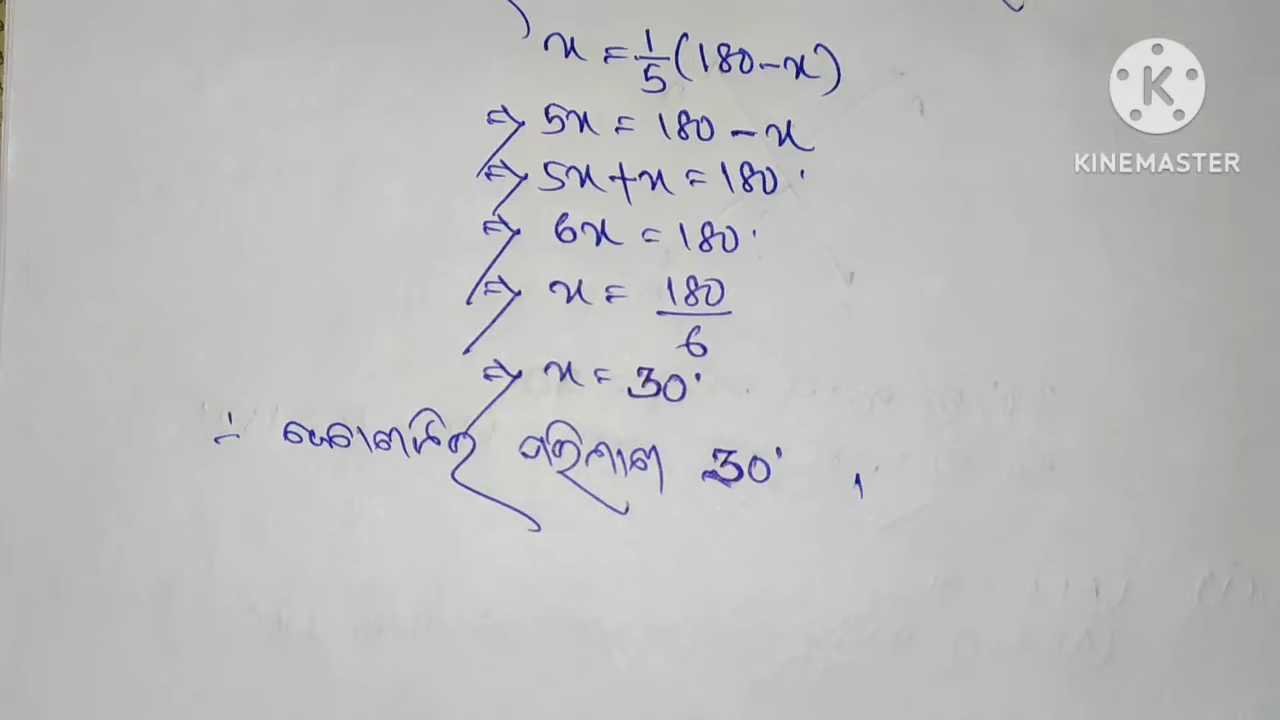 x = 1/5 (180 - x)
⇒ 5x = 180 - x
⇒ 5x + x = 180°
⇒ 6x = 180°
⇒ x = 180/6
⇒ x = 30°
∴ କୋଣଟିର ପରିମାଣ 30° ।
K
KINEMASTER